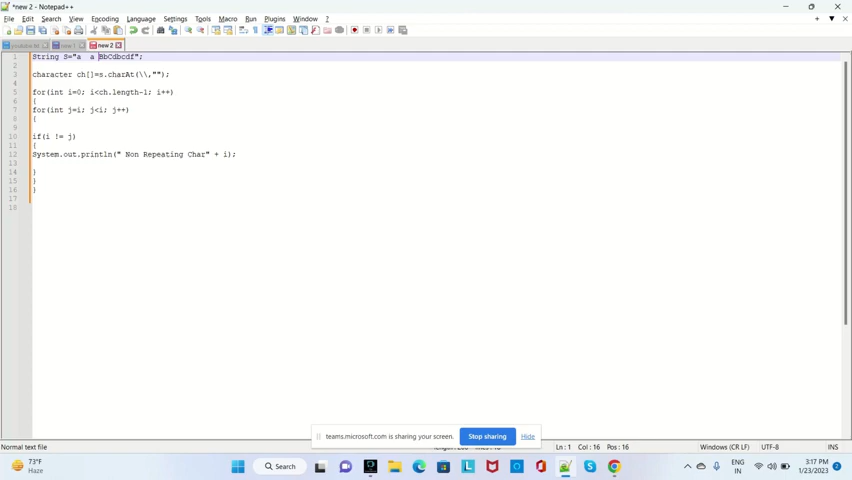 *new 2 - Notepad++
File Edit Search View Encoding Language Settings Tools Macro Run Plugins Window ?
new 1 new 2
1 String S="a  a BbCdbcdf";
2
3 character ch[]=s.charAt(\\,"");
4
5 for(int i=0; i<ch.length-1; i++)
6 {
7 for(int j=i; j<i; j++)
8 {
9
10 if(i != j)
11 {
12 System.out.println(" Non Repeating Char" + i);
13
14 }
15 }
16 }
17
18
teams.microsoft.com is sharing your screen. Stop sharing Hide
Normal text file Ln : 1 Col : 16 Pos : 16 Windows (CR LF) UTF-8 INS
73°F
Haze
Search
ENG
IN
3:17 PM
1/23/2023